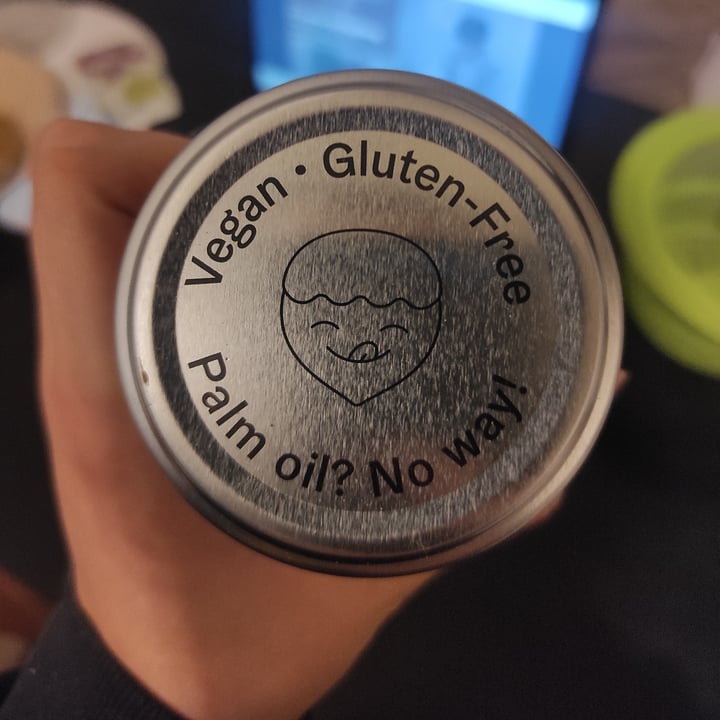 Vegan • Gluten-Free
Palm oil? No way!